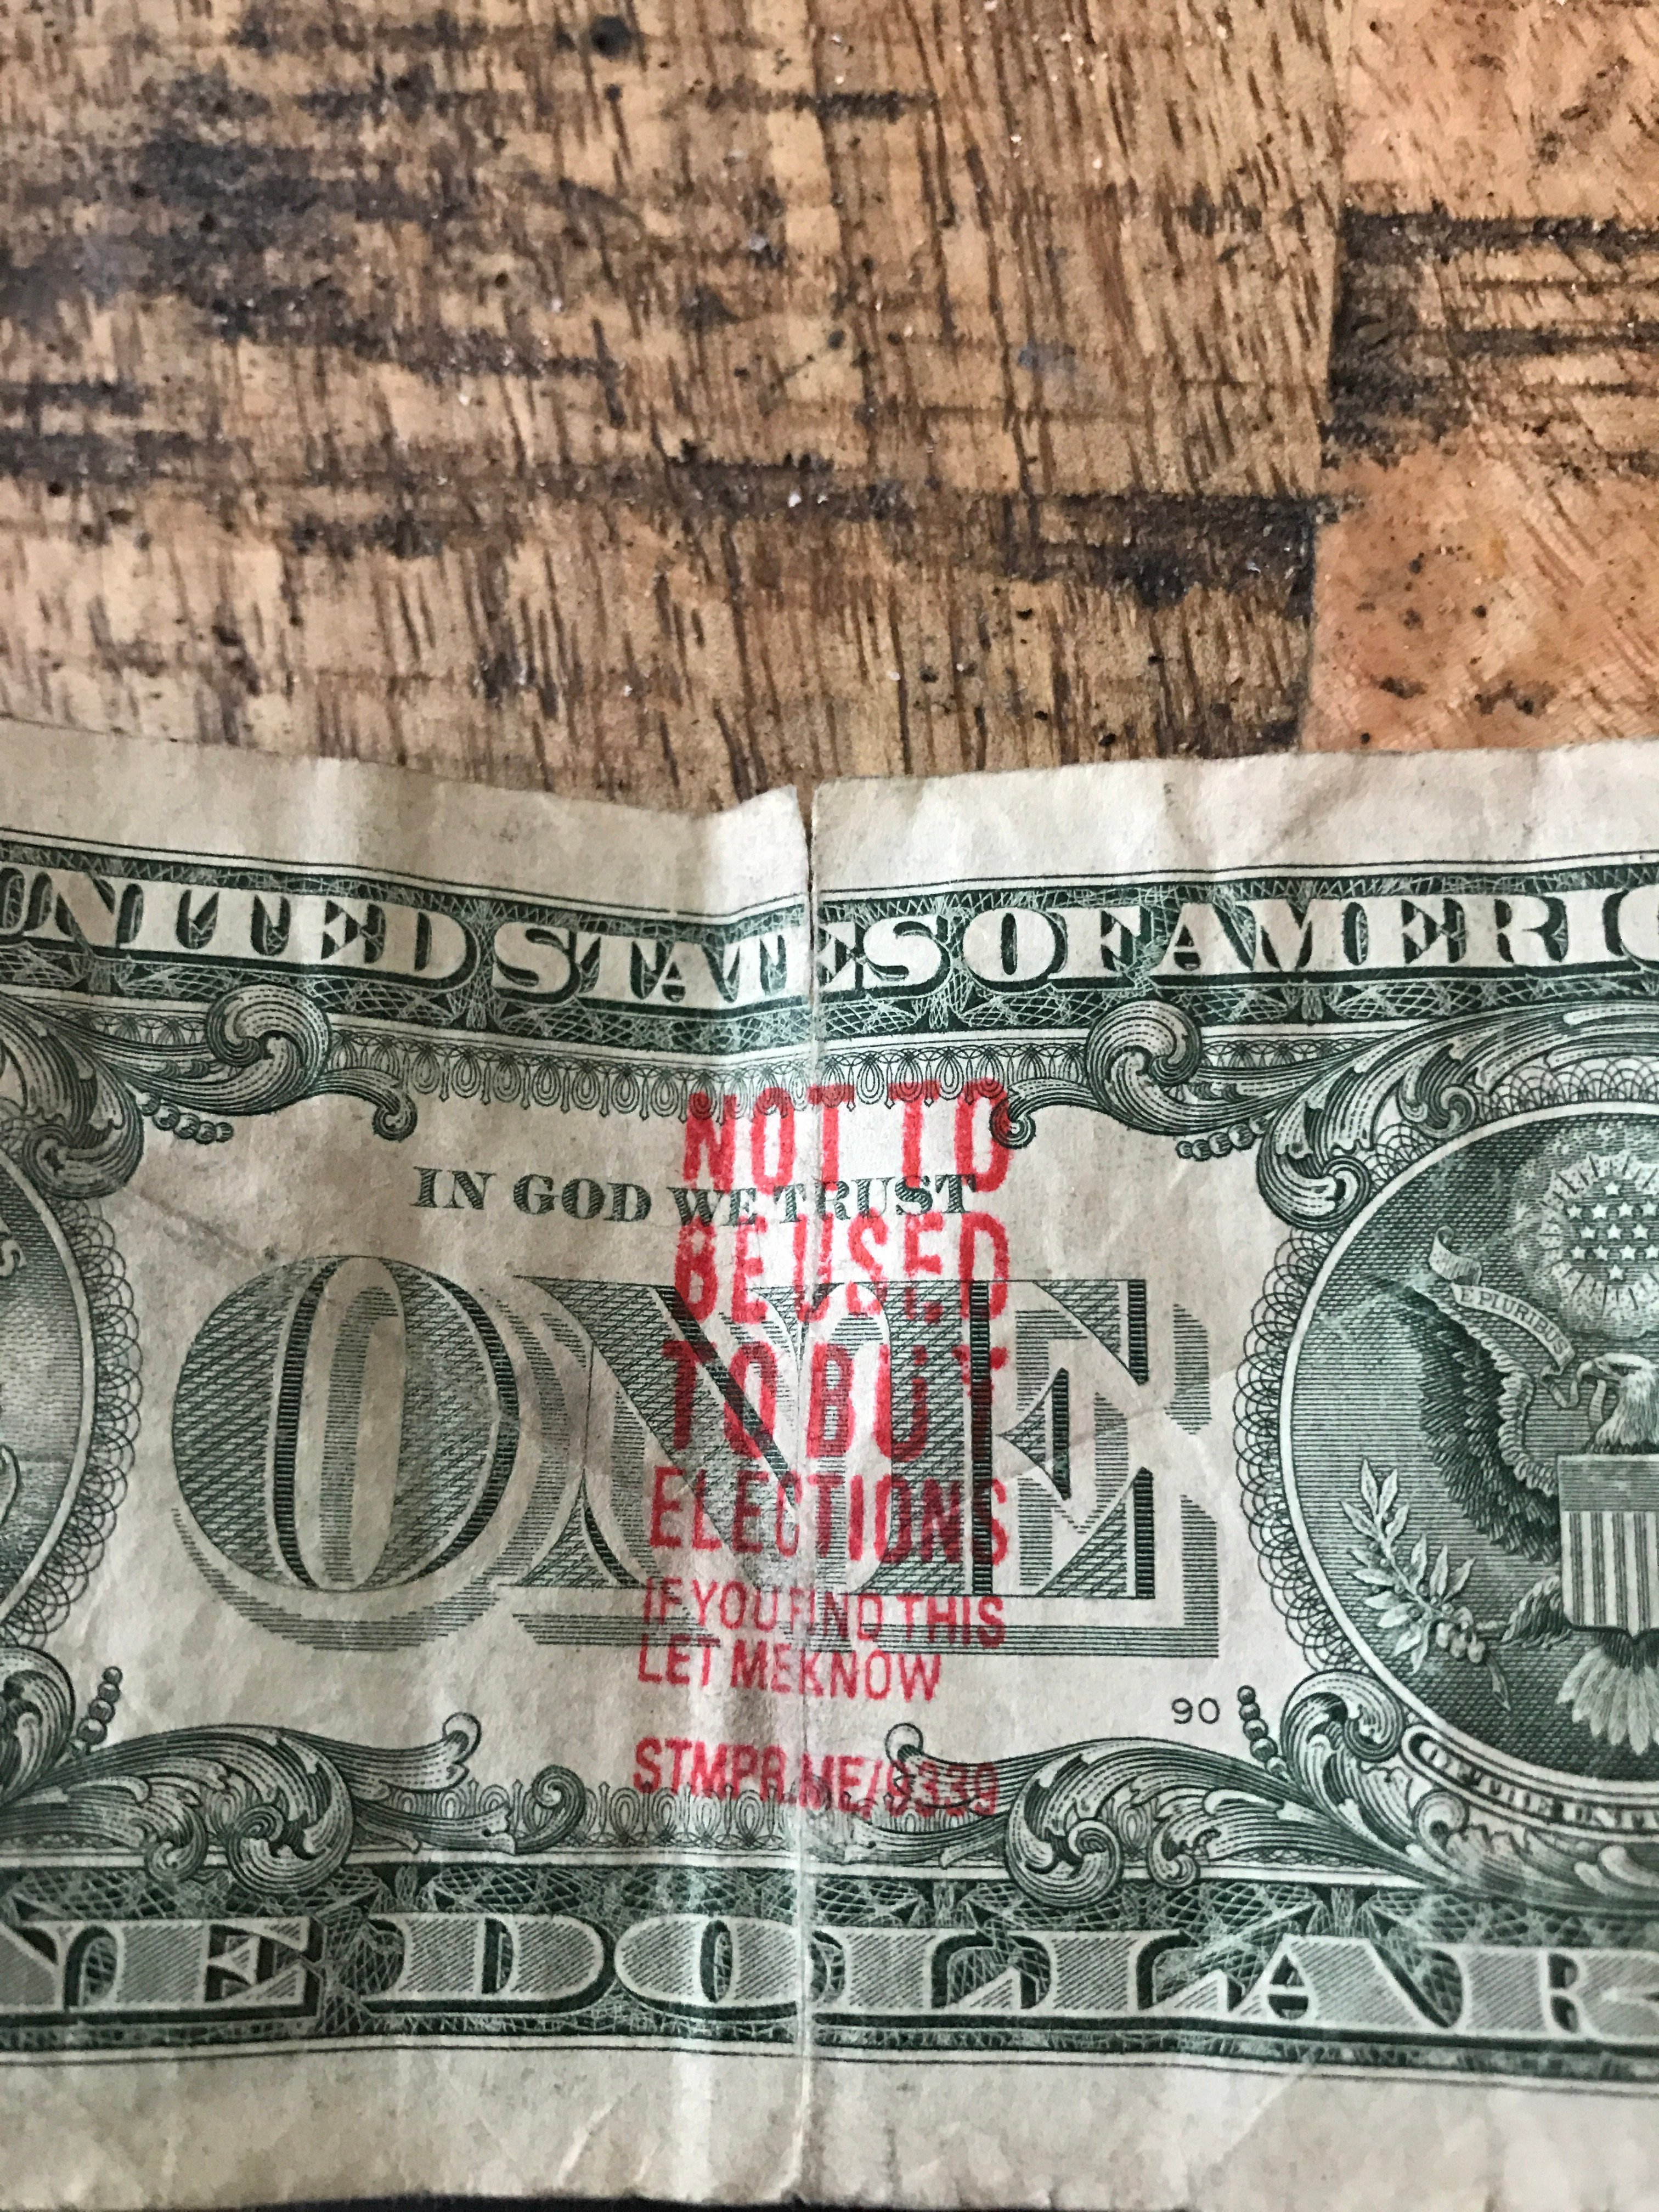 UNITED STATES OF AMERIC
NOT TO
IN GOD WE TRUST
BE USED
ONE
TO BUY
ELECTIONS
E PLURIBUS
IF YOU FIND THIS
LET ME KNOW
90
STMPR.ME/8339
NE DOLLAR